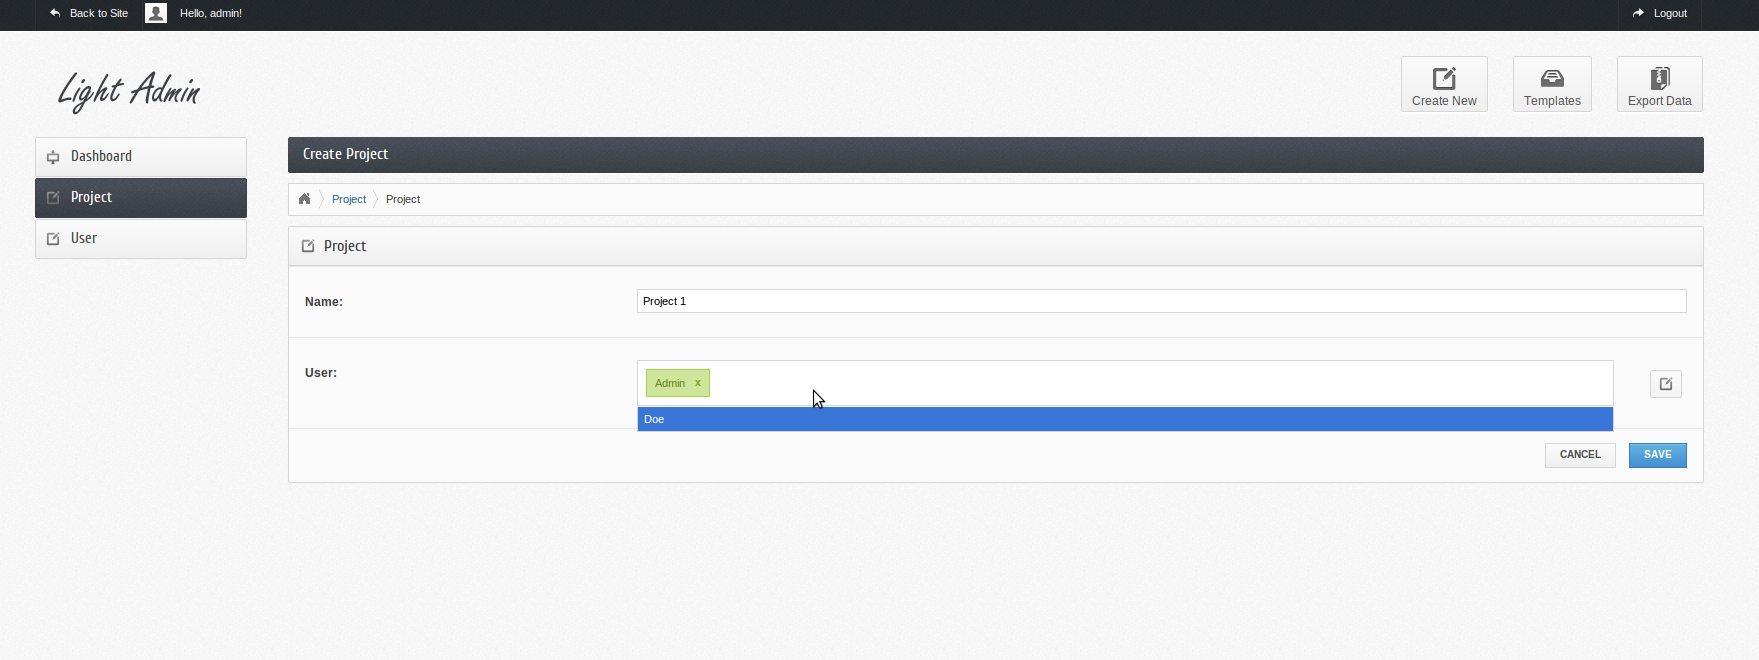 Back to Site
Hello, admin!
Logout
Light Admin
Create New
Templates
Export Data
Dashboard
Project
User
Create Project
Project
Project
Project
Name:
Project 1
User:
Admin x
Doe
CANCEL
SAVE